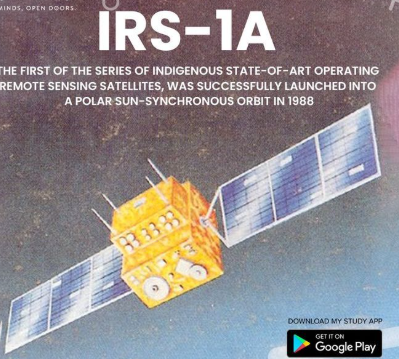 MINDS, OPEN DOORS.
IRS-1A
THE FIRST OF THE SERIES OF INDIGENOUS STATE-OF-ART OPERATING
REMOTE SENSING SATELLITES, WAS SUCCESSFULLY LAUNCHED INTO
A POLAR SUN-SYNCHRONOUS ORBIT IN 1988
DOWNLOAD MY STUDY APP
GET IT ON
Google Play